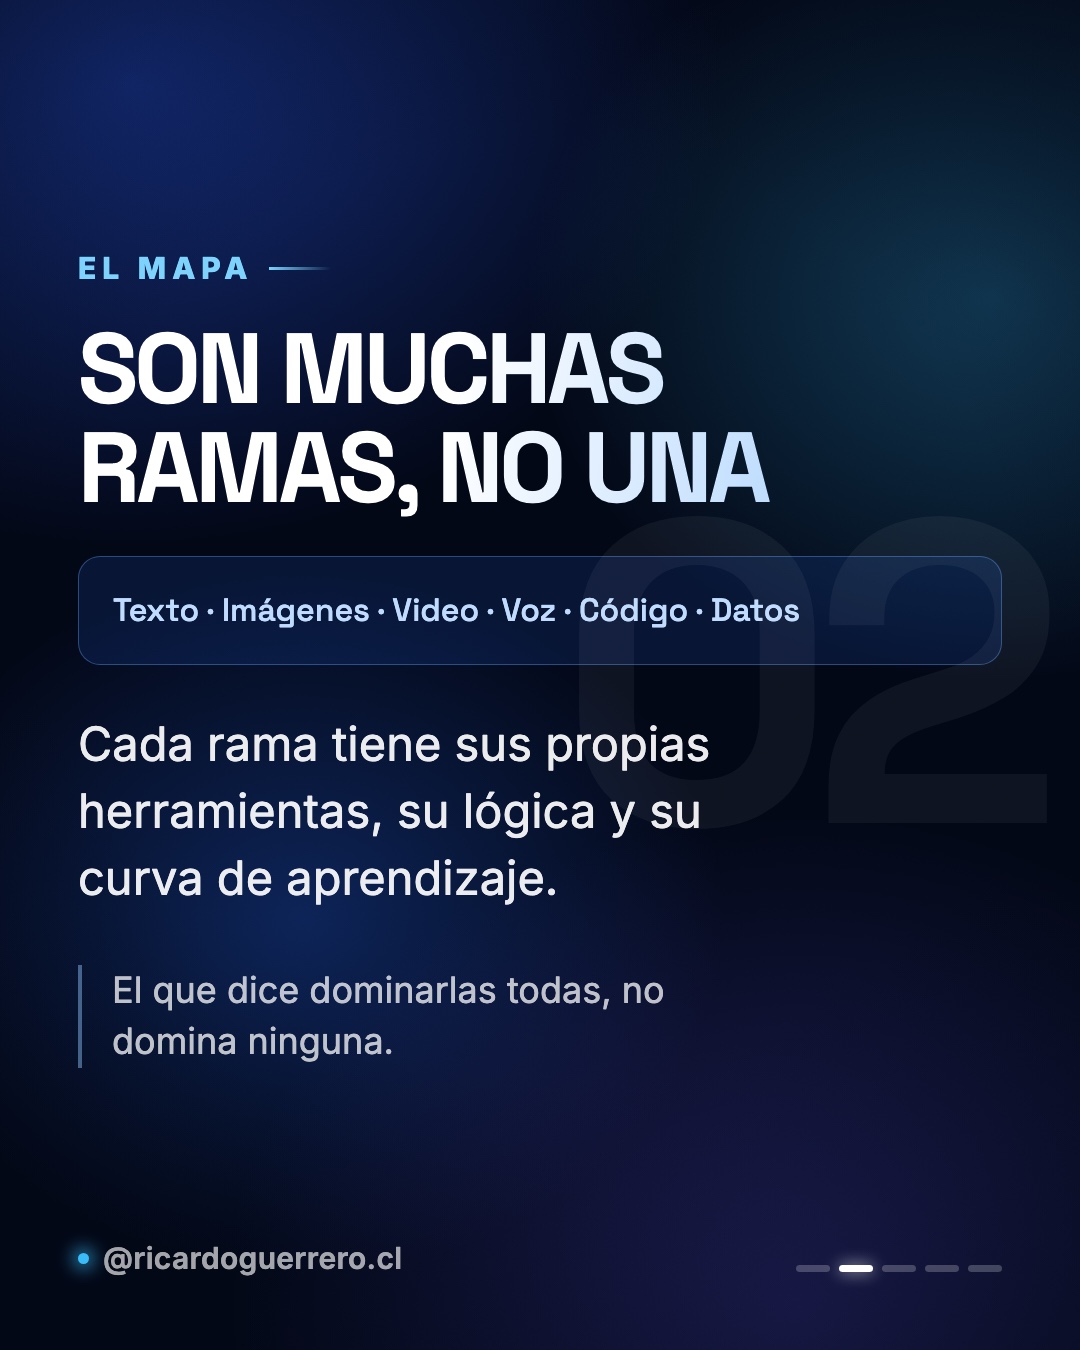 EL MAPA
SON MUCHAS
RAMAS, NO UNA
02
Texto · Imágenes · Video · Voz · Código · Datos
Cada rama tiene sus propias
herramientas, su lógica y su
curva de aprendizaje.
El que dice dominarlas todas, no
domina ninguna.
@ricardoguerrero.cl